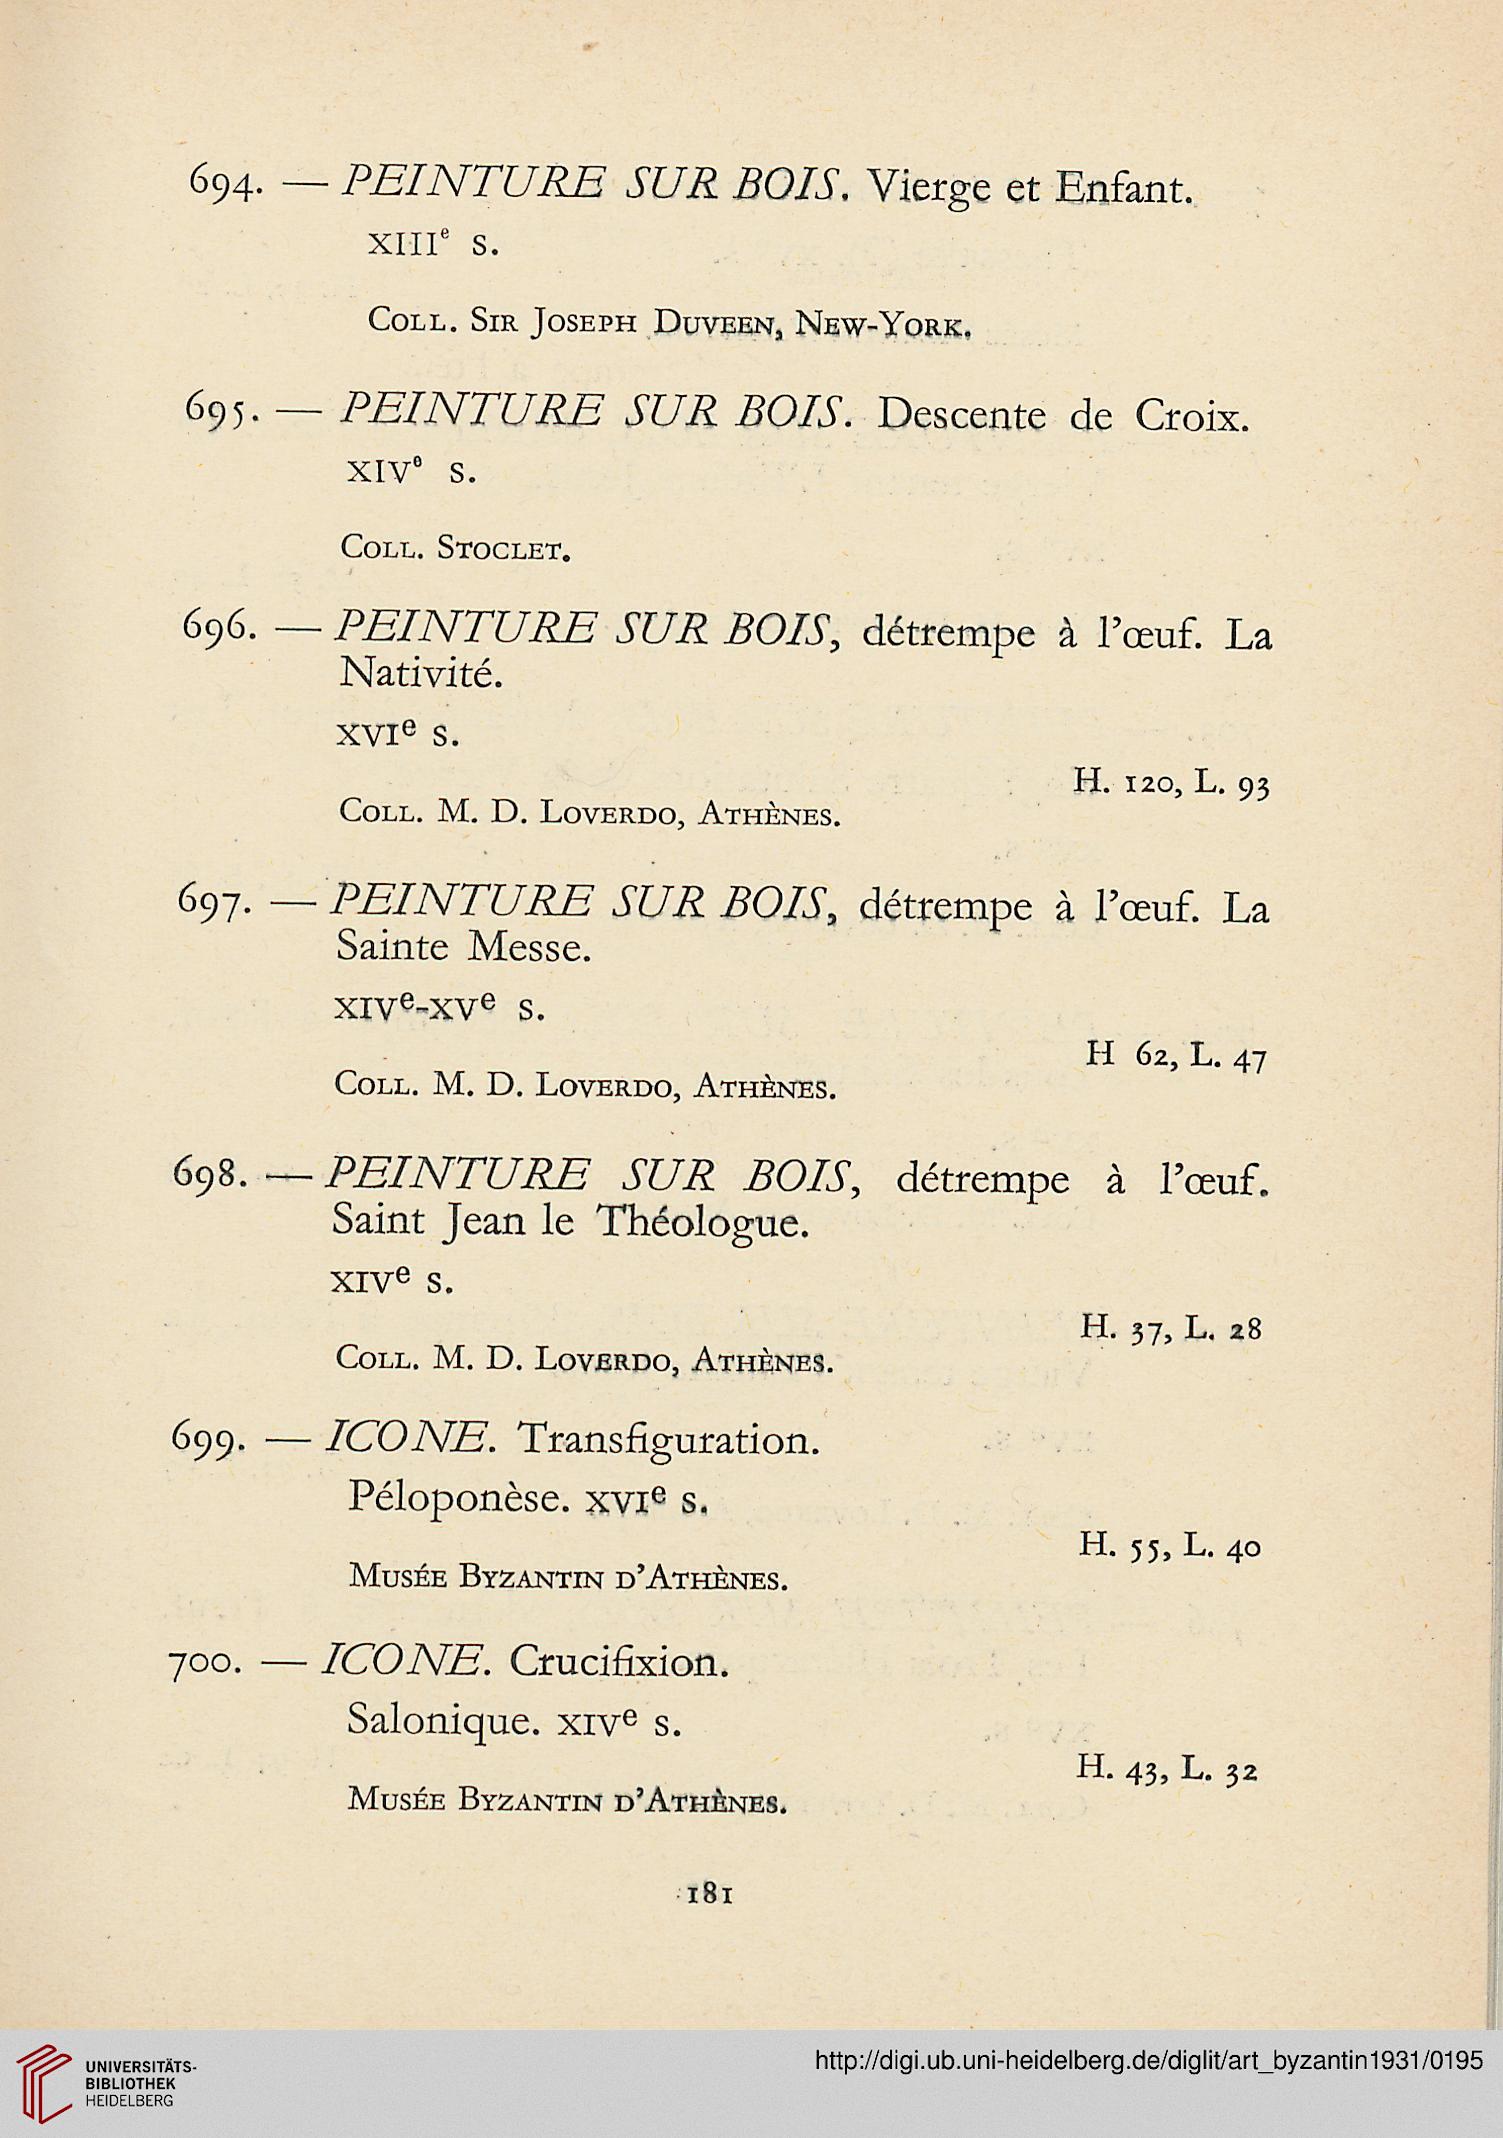 694. — PEINTURE SUR BOIS. Vierge et Enfant.
XIIIe s.
Coll. Sir Joseph Duveen, New-York.
695. — PEINTURE SUR BOIS. Descente de Croix.
XIVe s.
Coll. Stoclet.
696. — PEINTURE SUR BOIS, détrempe à l'œuf. La
Nativité.
XVIe s.
H. 120, L. 93
Coll. M. D. Loverdo, Athènes.
697. — PEINTURE SUR BOIS, détrempe à l'œuf. La
Sainte Messe.
XIVe-XVe s.
H 62, L. 47
Coll. M. D. Loverdo, Athènes.
698. — PEINTURE SUR BOIS, détrempe à l'œuf.
Saint Jean le Théologue.
XIVe s.
H. 37, L. 28
Coll. M. D. Loverdo, Athènes.
699. — ICONE. Transfiguration.
Péloponèse. XVIe s.
H. 55, L. 40
Musée Byzantin d'Athènes.
700. — ICONE. Crucifixion.
Salonique. XIVe s.
H. 43, L. 32
Musée Byzantin d'Athènes.
181
UNIVERSITÄTS-
BIBLIOTHEK
HEIDELBERG
http://digi.ub.uni-heidelberg.de/diglit/art_byzantin1931/0195